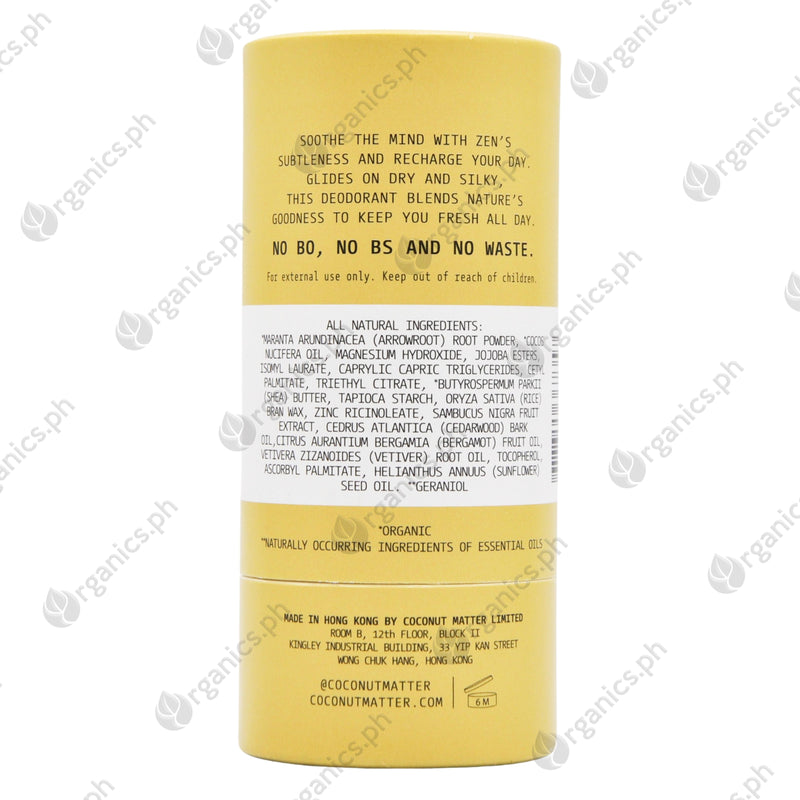 SOOTHE THE MIND WITH ZEN'S
SUBTLENESS AND RECHARGE YOUR DAY.
GLIDES ON DRY AND SILKY,
THIS DEODORANT BLENDS NATURE'S
GOODNESS TO KEEP YOU FRESH ALL DAY.
NO BO, NO BS AND NO WASTE.
For external use only. Keep out of reach of children.
ALL NATURAL INGREDIENTS:
*MARANTA ARUNDINACEA (ARROWROOT) ROOT POWDER, *COCOS
NUCIFERA OIL, MAGNESIUM HYDROXIDE, JOJOBA ESTERS,
ISOMYL LAURATE, CAPRYLIC CAPRIC TRIGLYCERIDES, CETYL
PALMITATE, TRIETHYL CITRATE, *BUTYROSPERMUM PARKII
(SHEA) BUTTER, TAPIOCA STARCH, ORYZA SATIVA (RICE)
BRAN WAX, ZINC RICINOLEATE, SAMBUCUS NIGRA FRUIT
EXTRACT, CEDRUS ATLANTICA (CEDARWOOD) BARK
OIL,CITRUS AURANTIUM BERGAMIA (BERGAMOT) FRUIT OIL,
VETIVERA ZIZANOIDES (VETIVER) ROOT OIL, TOCOPHEROL,
ASCORBYL PALMITATE, HELIANTHUS ANNUUS (SUNFLOWER)
SEED OIL. **GERANIOL
*ORGANIC
**NATURALLY OCCURRING INGREDIENTS OF ESSENTIAL OILS
MADE IN HONG KONG BY COCONUT MATTER LIMITED
ROOM B, 12th FLOOR, BLOCK II
KINGLEY INDUSTRIAL BUILDING, 33 YIP KAN STREET
WONG CHUK HANG, HONG KONG
@COCONUTMATTER
COCONUTMATTER.COM
6 M
Organics.ph